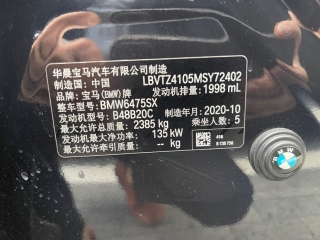 华晨宝马汽车有限公司制造
制造国：中国 LBVTZ4105MSY72402
品牌：宝马(BMW)牌 发动机排量：1998 mL
整车型号：BMW6475SX
发动机型号：B48B20C 制造年月：2020-10
最大允许总质量：2385 kg 乘坐人数：5
发动机最大净功率：135 kW
最大允许牵引质量：-- kg
BMW